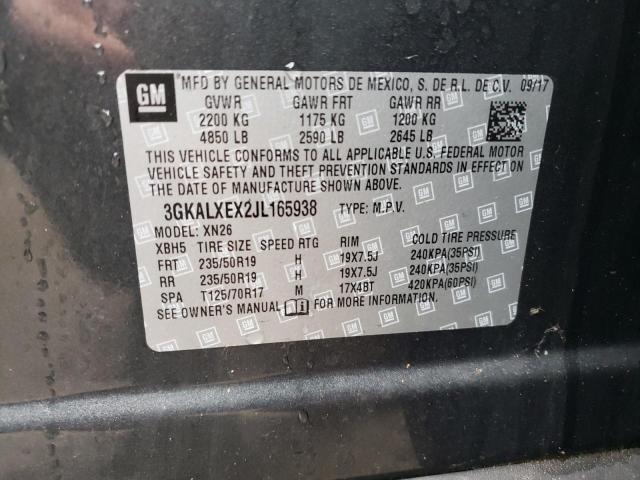 GM MFD BY GENERAL MOTORS DE MEXICO, S. DE R.L. DE C.V. 09/17
GVWR GAWR FRT GAWR RR
2200 KG 1175 KG 1200 KG
4850 LB 2590 LB 2645 LB
THIS VEHICLE CONFORMS TO ALL APPLICABLE U.S. FEDERAL MOTOR
VEHICLE SAFETY AND THEFT PREVENTION STANDARDS IN EFFECT ON
THE DATE OF MANUFACTURE SHOWN ABOVE.
3GKALXEX2JL165938 TYPE: M.P.V.
MODEL: XN26
XBH5 TIRE SIZE SPEED RTG RIM COLD TIRE PRESSURE
FRT 235/50R19 H 19X7.5J 240KPA(35PSI)
RR 235/50R19 H 19X7.5J 240KPA(35PSI)
SPA T125/70R17 M 17X4BT 420KPA(60PSI)
SEE OWNER'S MANUAL FOR MORE INFORMATION.